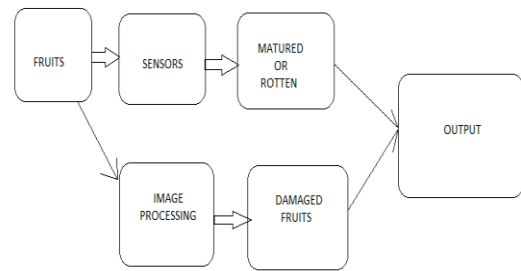 FRUITS
SENSORS
MATURED
OR
ROTTEN
OUTPUT
IMAGE
PROCESSING
DAMAGED
FRUITS